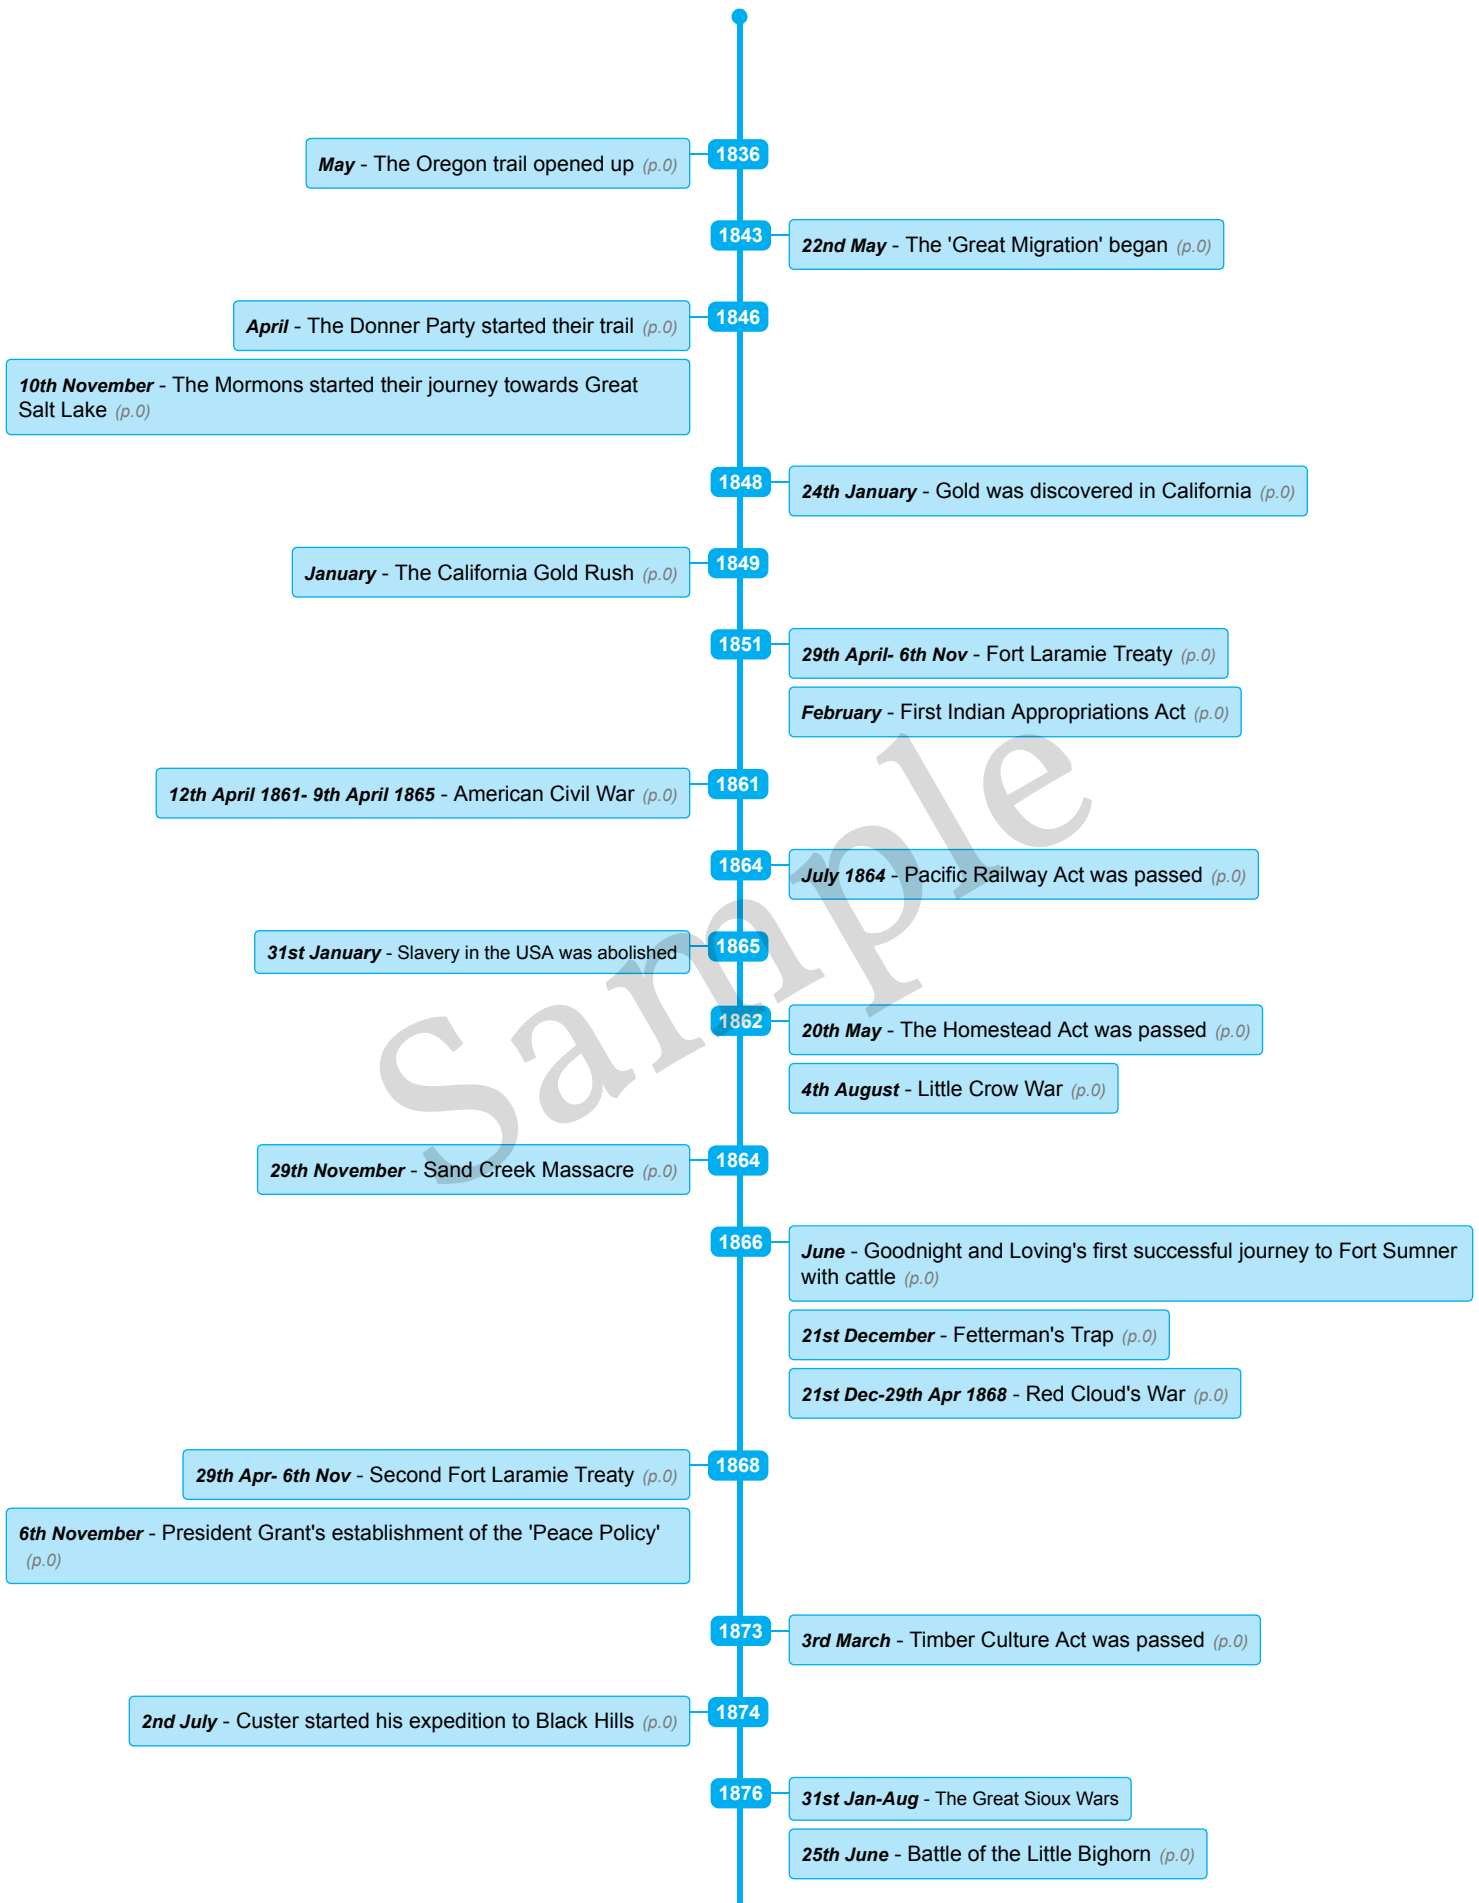 1836
May - The Oregon trail opened up (p.0)
1843
22nd May - The 'Great Migration' began (p.0)
1846
April - The Donner Party started their trail (p.0)
10th November - The Mormons started their journey towards Great
Salt Lake (p.0)
1848
24th January - Gold was discovered in California (p.0)
1849
January - The California Gold Rush (p.0)
1851
29th April- 6th Nov - Fort Laramie Treaty (p.0)
February - First Indian Appropriations Act (p.0)
1861
12th April 1861- 9th April 1865 - American Civil War (p.0)
1864
July 1864 - Pacific Railway Act was passed (p.0)
1865
31st January - Slavery in the USA was abolished
1862
20th May - The Homestead Act was passed (p.0)
4th August - Little Crow War (p.0)
1864
29th November - Sand Creek Massacre (p.0)
1866
June - Goodnight and Loving's first successful journey to Fort Sumner
with cattle (p.0)
21st December - Fetterman's Trap (p.0)
21st Dec-29th Apr 1868 - Red Cloud's War (p.0)
1868
29th Apr- 6th Nov - Second Fort Laramie Treaty (p.0)
6th November - President Grant's establishment of the 'Peace Policy'
(p.0)
1873
3rd March - Timber Culture Act was passed (p.0)
1874
2nd July - Custer started his expedition to Black Hills (p.0)
1876
31st Jan-Aug - The Great Sioux Wars
25th June - Battle of the Little Bighorn (p.0)
Sample